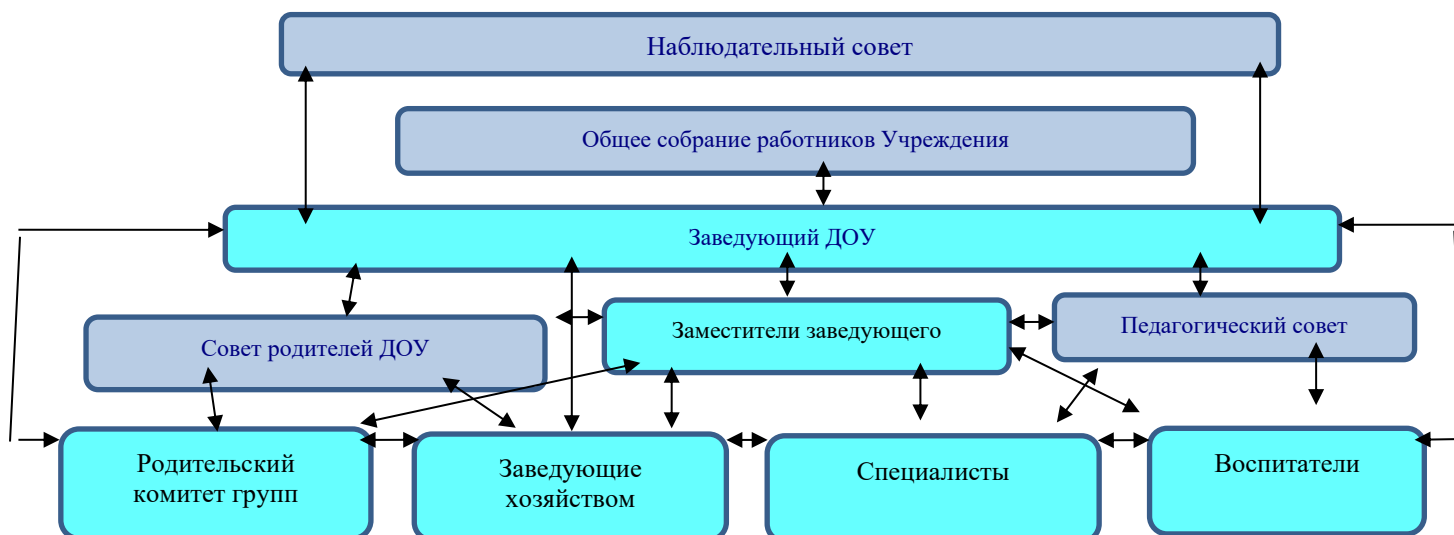 Наблюдательный совет
Общее собрание работников Учреждения
Заведующий ДОУ
Заместители заведующего
Педагогический совет
Совет родителей ДОУ
Родительский
комитет групп
Заведующие
хозяйством
Специалисты
Воспитатели